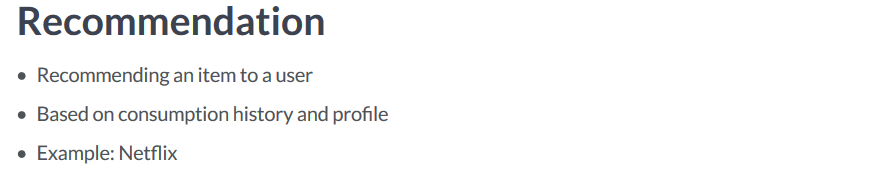 Recommendation
• Recommending an item to a user
• Based on consumption history and profile
• Example: Netflix